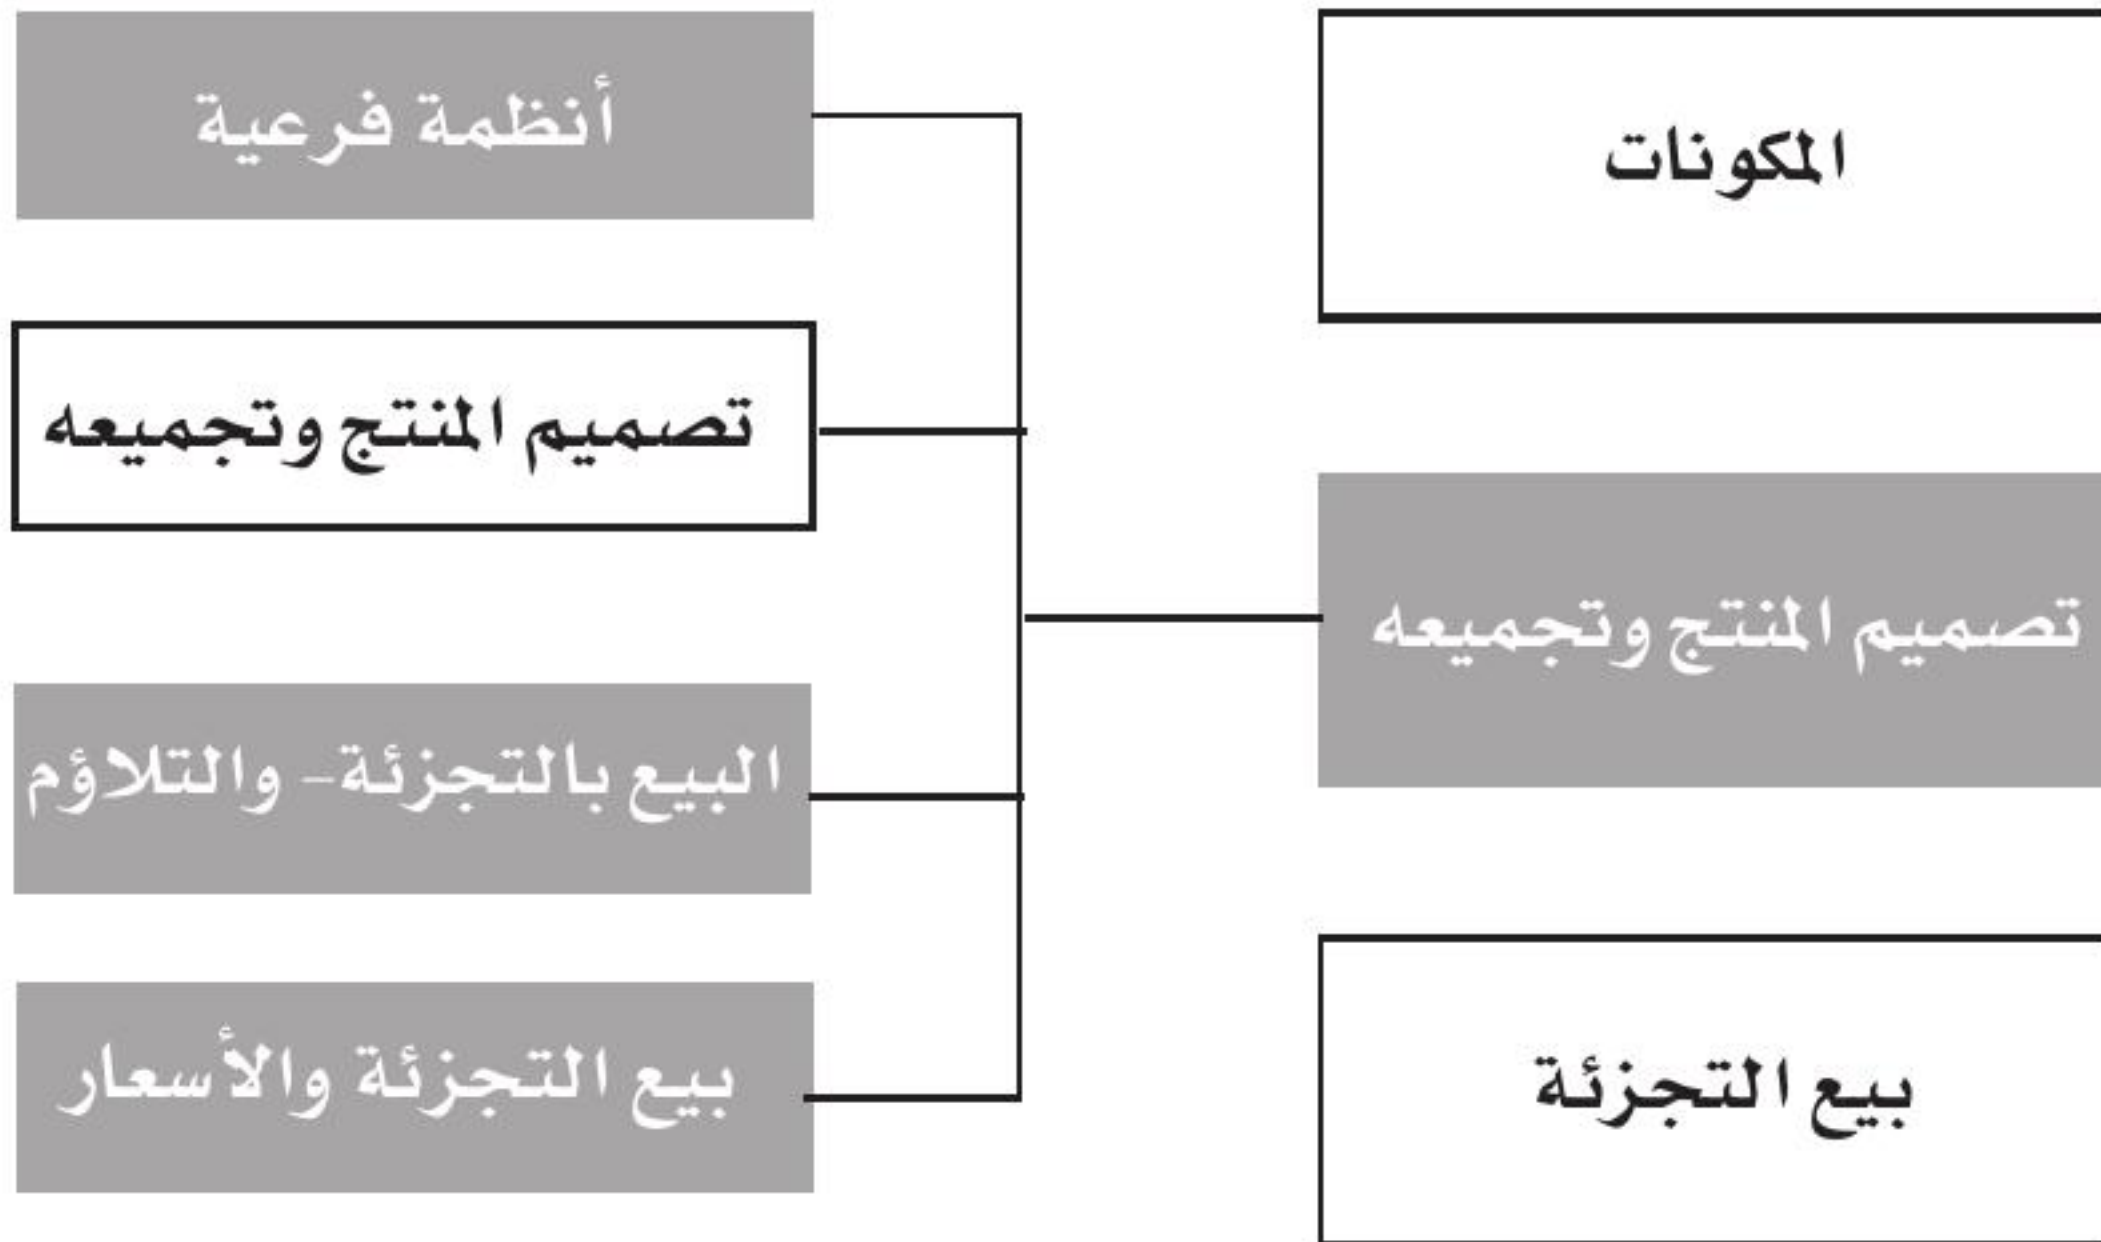 المكونات
تصميم المنتج وتجميعه
بيع التجزئة
أنظمة فرعية
تصميم المنتج وتجميعه
البيع بالتجزئة- والتلاؤم
بيع التجزئة والأسعار